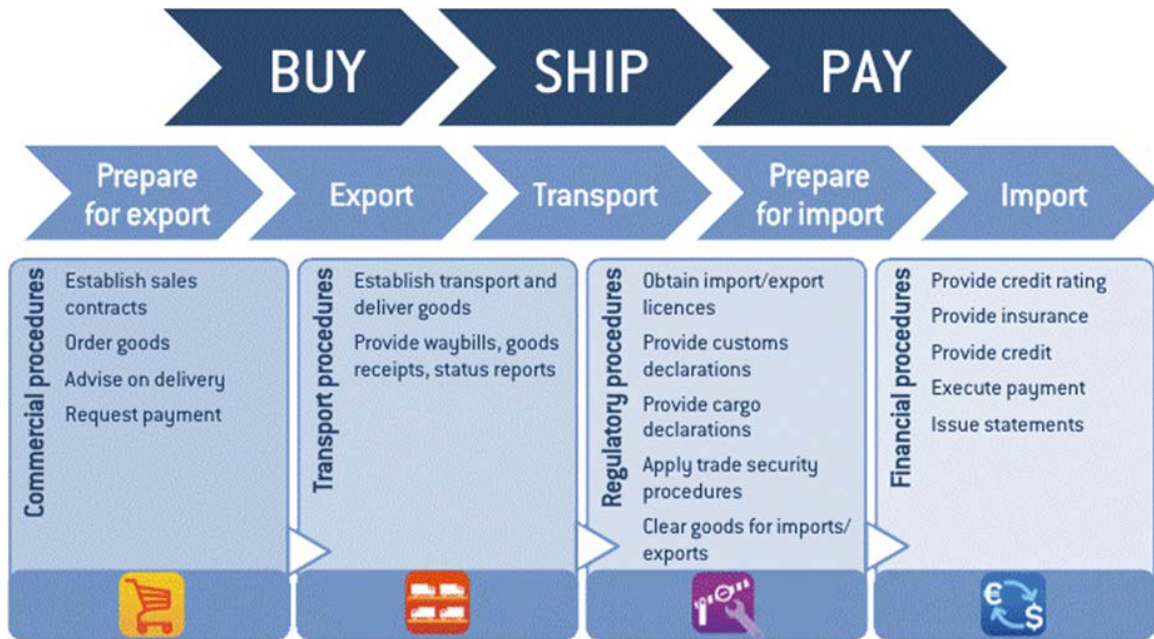 BUY
SHIP
PAY
Prepare
for export
Export
Transport
Prepare
for import
Import
Commercial procedures
Establish sales
contracts
Order goods
Advise on delivery
Request payment
Transport procedures
Establish transport and
deliver goods
Provide waybills, goods
receipts, status reports
Regulatory procedures
Obtain import/export
licences
Provide customs
declarations
Provide cargo
declarations
Apply trade security
procedures
Clear goods for imports/
exports
Financial procedures
Provide credit rating
Provide insurance
Provide credit
Execute payment
Issue statements
€
$